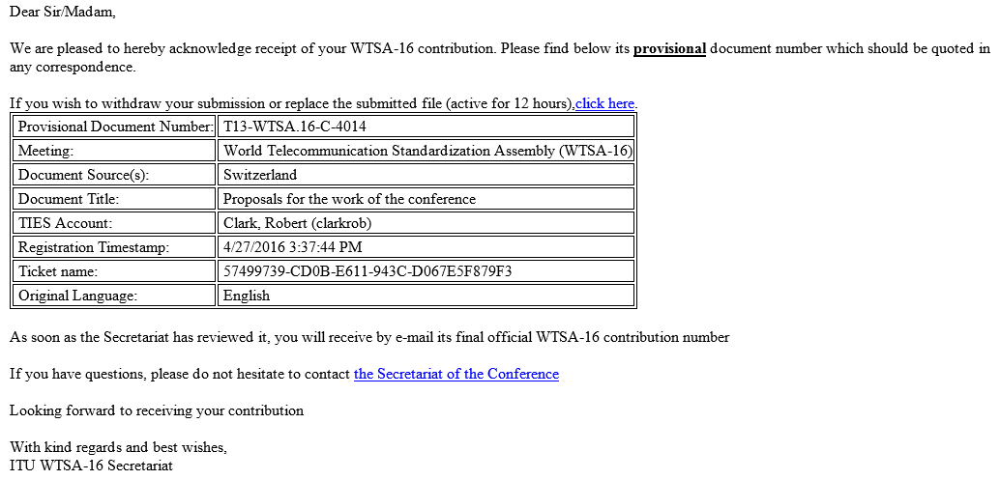 Dear Sir/Madam,
We are pleased to hereby acknowledge receipt of your WTSA-16 contribution. Please find below its provisional document number which should be quoted in
any correspondence.
If you wish to withdraw your submission or replace the submitted file (active for 12 hours),click here.
Provisional Document Number: T13-WTSA.16-C-4014
Meeting: World Telecommunication Standardization Assembly (WTSA-16)
Document Source(s): Switzerland
Document Title: Proposals for the work of the conference
TIES Account: Clark, Robert (clarkrob)
Registration Timestamp: 4/27/2016 3:37:44 PM
Ticket name: 57499739-CD0B-E611-943C-D067E5F879F3
Original Language: English
As soon as the Secretariat has reviewed it, you will receive by e-mail its final official WTSA-16 contribution number
If you have questions, please do not hesitate to contact the Secretariat of the Conference
Looking forward to receiving your contribution
With kind regards and best wishes,
ITU WTSA-16 Secretariat